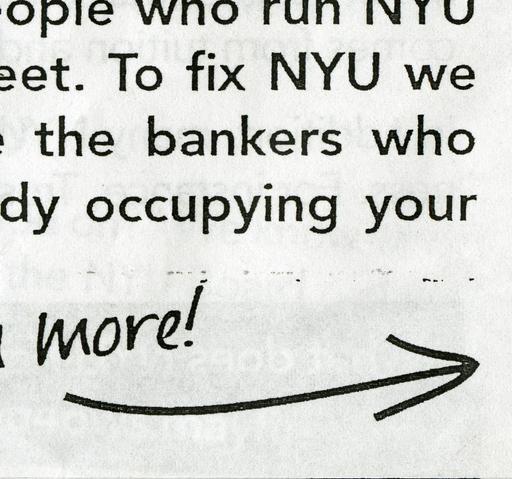 eople who run NYU
eet. To fix NYU we
the bankers who
dy occupying your
more!